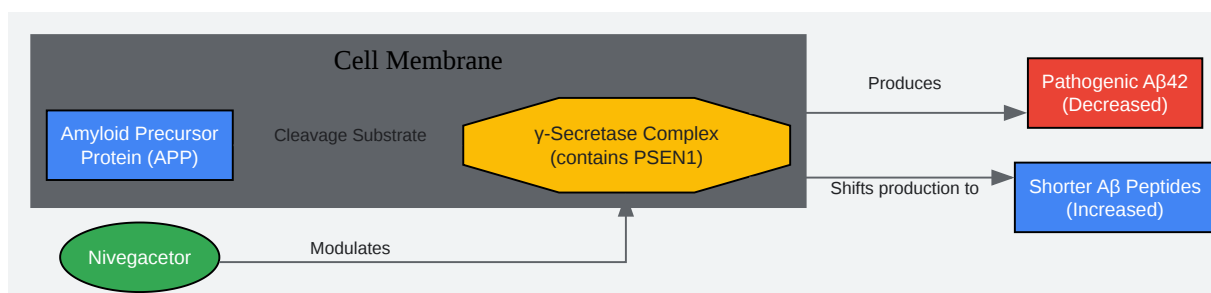 Cell Membrane
Amyloid Precursor
Protein (APP)
Cleavage Substrate
γ-Secretase Complex
(contains PSEN1)
Produces
Pathogenic Aβ42
(Decreased)
Shifts production to
Shorter Aβ Peptides
(Increased)
Nivegacetor
Modulates